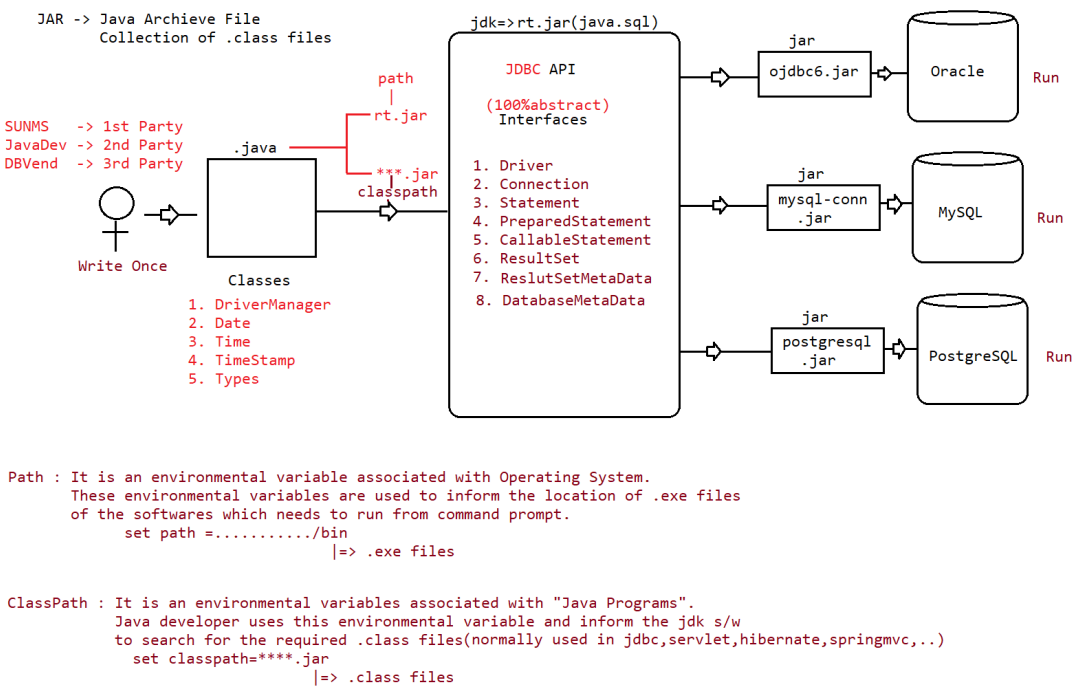 JAR -> Java Archieve File
Collection of .class files
SUNMS -> 1st Party
JavaDev -> 2nd Party
DBVend -> 3rd Party
Write Once
.java
path
rt.jar
***.jar
classpath
Classes
1. DriverManager
2. Date
3. Time
4. TimeStamp
5. Types
jdk=>rt.jar(java.sql)
JDBC API
(100%abstract)
Interfaces
1. Driver
2. Connection
3. Statement
4. PreparedStatement
5. CallableStatement
6. ResultSet
7. ReslutSetMetaData
8. DatabaseMetaData
jar
ojdbc6.jar
Oracle
Run
jar
mysql-conn
.jar
MySQL
Run
jar
postgresql
.jar
PostgreSQL
Run
Path : It is an environmental variable associated with Operating System.
These environmental variables are used to inform the location of .exe files
of the softwares which needs to run from command prompt.
set path =.........../bin
|=> .exe files
ClassPath : It is an environmental variables associated with "Java Programs".
Java developer uses this environmental variable and inform the jdk s/w
to search for the required .class files(normally used in jdbc,servlet,hibernate,springmvc,..)
set classpath=****.jar
|=> .class files